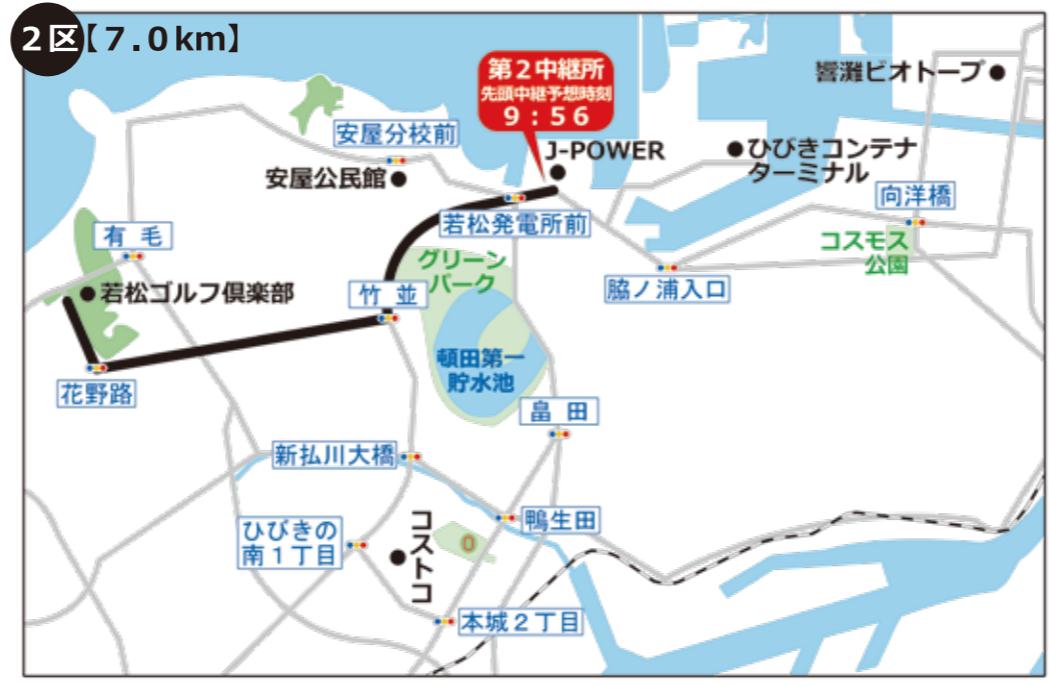 2区【7.0km】
第2中継所
先頭中継予想時刻
9:56
響灘ビオトープ
安屋分校前
J-POWER
ひびきコンテナ
ターミナル
安屋公民館
向洋橋
若松発電所前
有毛
コスモス
公園
グリーン
パーク
若松ゴルフ倶楽部
竹並
脇ノ浦入口
頓田第一
貯水池
花野路
畠田
新払川大橋
鴨生田
ひびきの
南1丁目
コストコ
0
本城2丁目